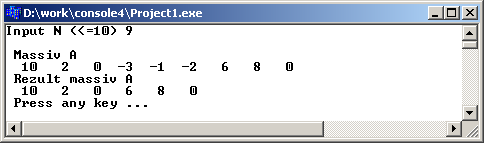 D:\work\console4\Project1.exe
Input N (<=10) 9
Massiv A
10 2 0 -3 -1 -2 6 8 0
Rezult massiv A
10 2 0 6 8 0
Press any key ...